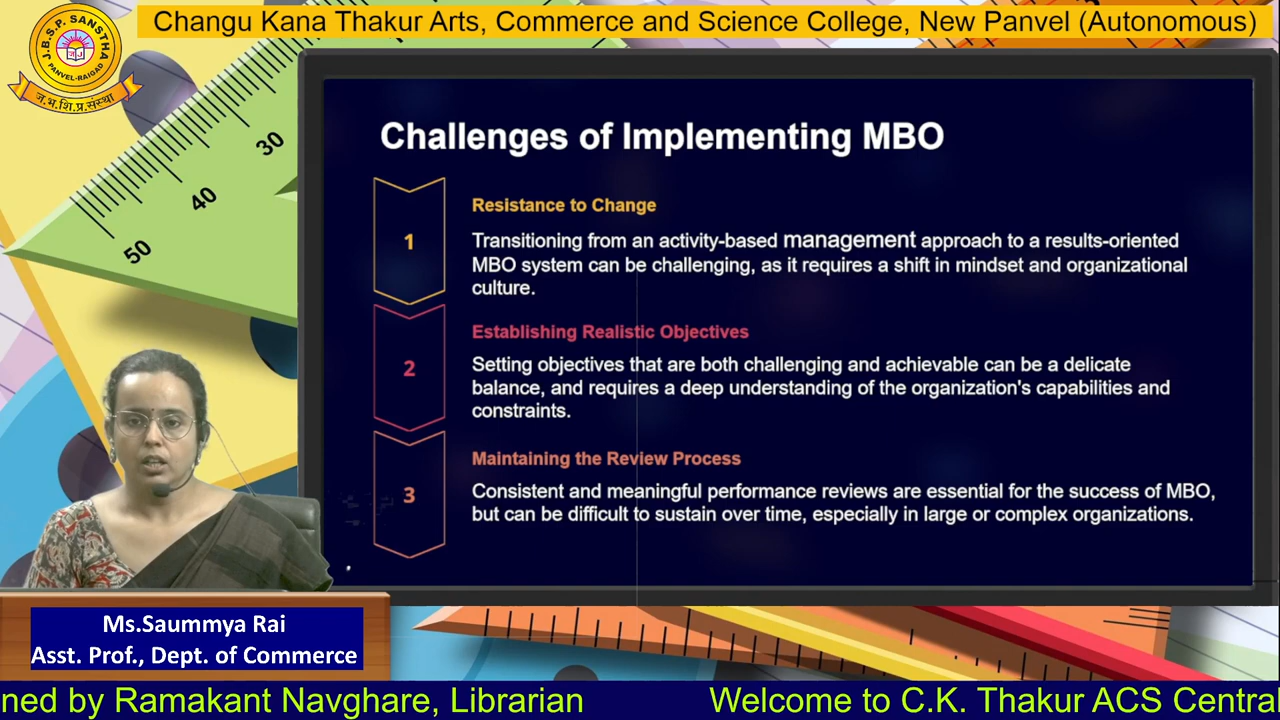 Changu Kana Thakur Arts, Commerce and Science College, New Panvel (Autonomous)
J.B.S.P. SANSTHA
PANVEL-RAIGAD
ज.भ.शि.प्र.संस्था
30
40
50
Challenges of Implementing MBO
1
Resistance to Change
Transitioning from an activity-based management approach to a results-oriented
MBO system can be challenging, as it requires a shift in mindset and organizational
culture.
2
Establishing Realistic Objectives
Setting objectives that are both challenging and achievable can be a delicate
balance, and requires a deep understanding of the organization's capabilities and
constraints.
3
Maintaining the Review Process
Consistent and meaningful performance reviews are essential for the success of MBO,
but can be difficult to sustain over time, especially in large or complex organizations.
Ms.Saummya Rai
Asst. Prof., Dept. of Commerce
ned by Ramakant Navghare, Librarian Welcome to C.K. Thakur ACS Central